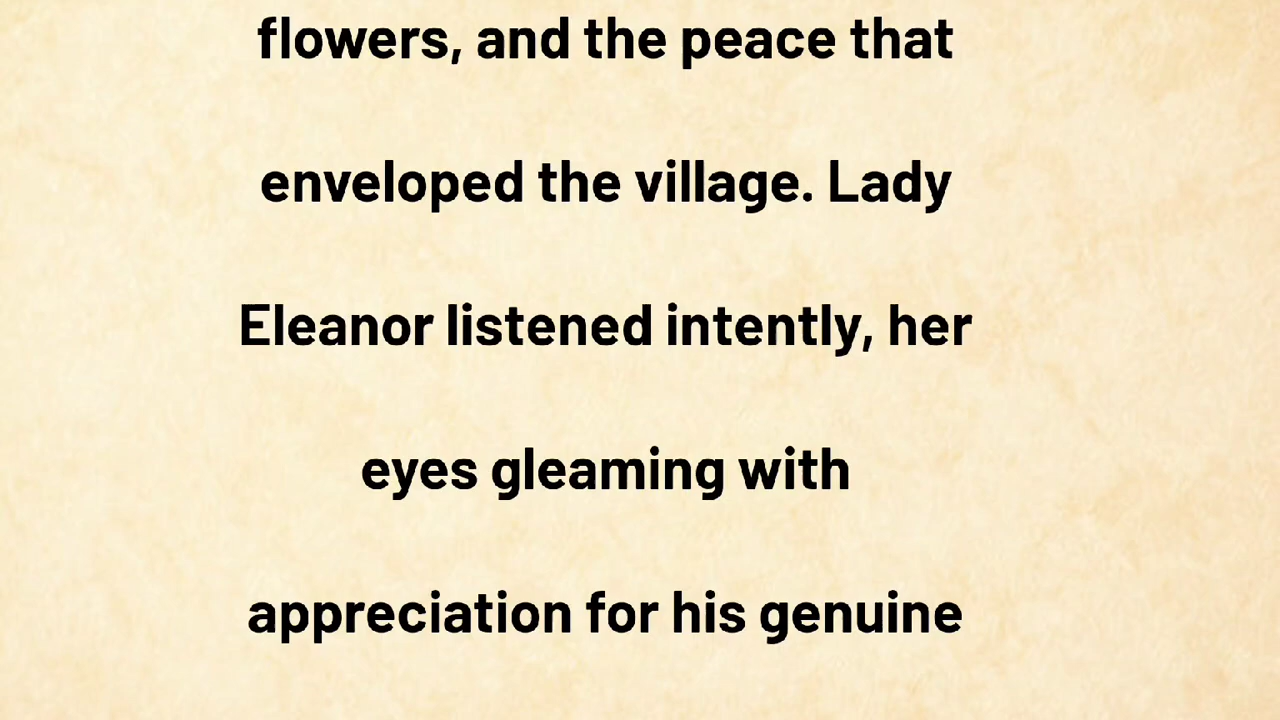 flowers, and the peace that
enveloped the village. Lady
Eleanor listened intently, her
eyes gleaming with
appreciation for his genuine